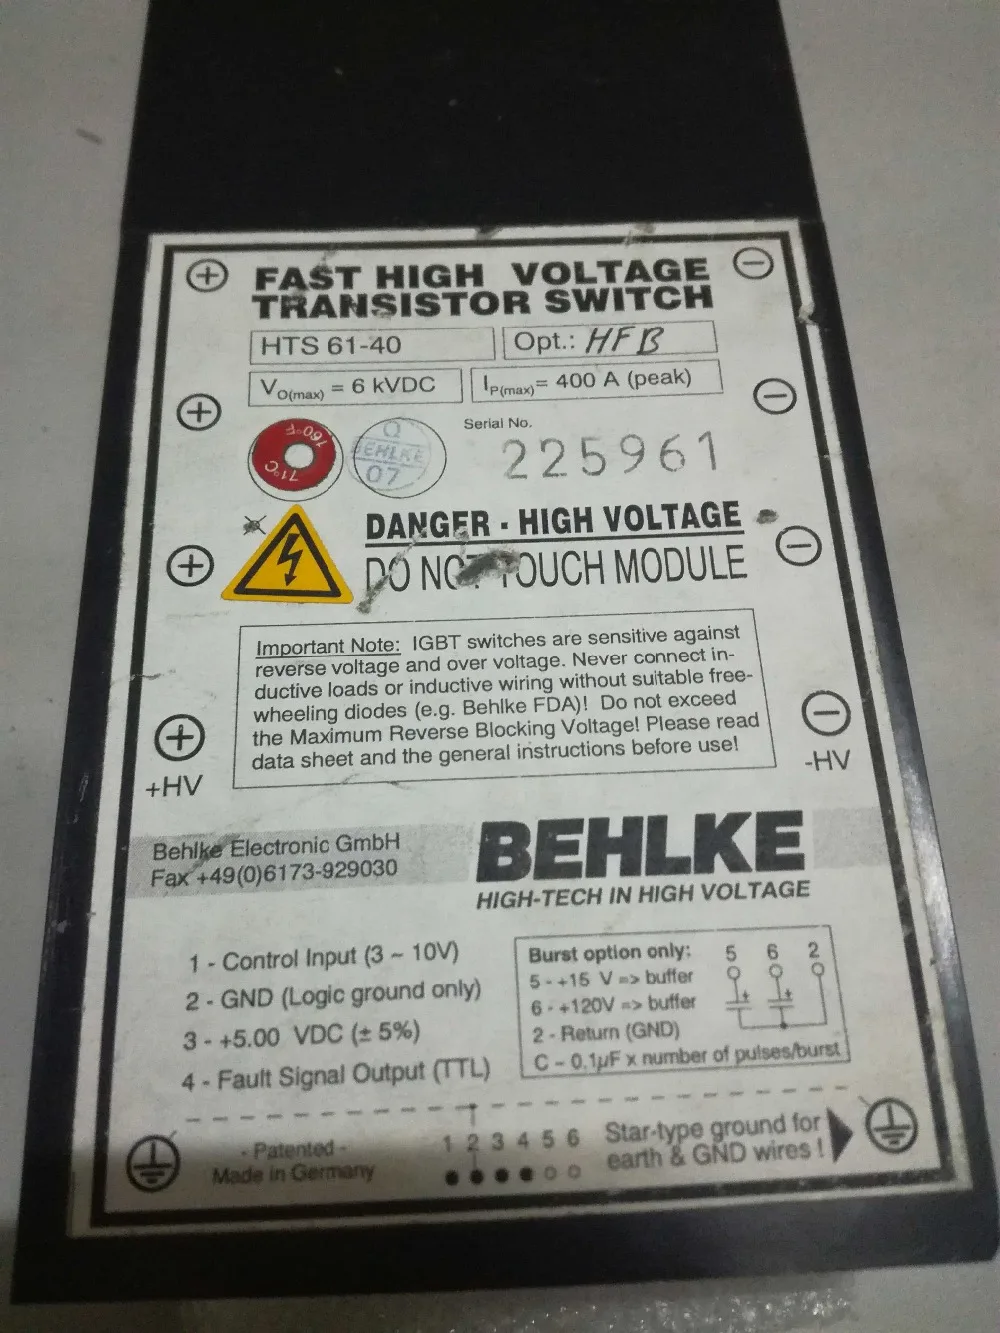 FAST HIGH VOLTAGE
TRANSISTOR SWITCH
HTS 61-40
Opt.: HFB
VO(max) = 6 kVDC
IP(max)= 400 A (peak)
160°F
71°C
Q
BEHLKE
07
Serial No.
225961
DANGER - HIGH VOLTAGE
DO NOT TOUCH MODULE
Important Note: IGBT switches are sensitive against
reverse voltage and over voltage. Never connect in-
ductive loads or inductive wiring without suitable free-
wheeling diodes (e.g. Behlke FDA)! Do not exceed
the Maximum Reverse Blocking Voltage! Please read
data sheet and the general instructions before use!
+HV
-HV
Behlke Electronic GmbH
Fax +49(0)6173-929030
BEHLKE
HIGH-TECH IN HIGH VOLTAGE
1 - Control Input (3 ~ 10V)
2 - GND (Logic ground only)
3 - +5.00 VDC (± 5%)
4 - Fault Signal Output (TTL)
Burst option only:
5 - +15 V => buffer
6 - +120V => buffer
2 - Return (GND)
C ~ 0.1µF x number of pulses/burst
5 6 2
+ +
- Patented -
Made in Germany
1 2 3 4 5 6
Star-type ground for
earth & GND wires !